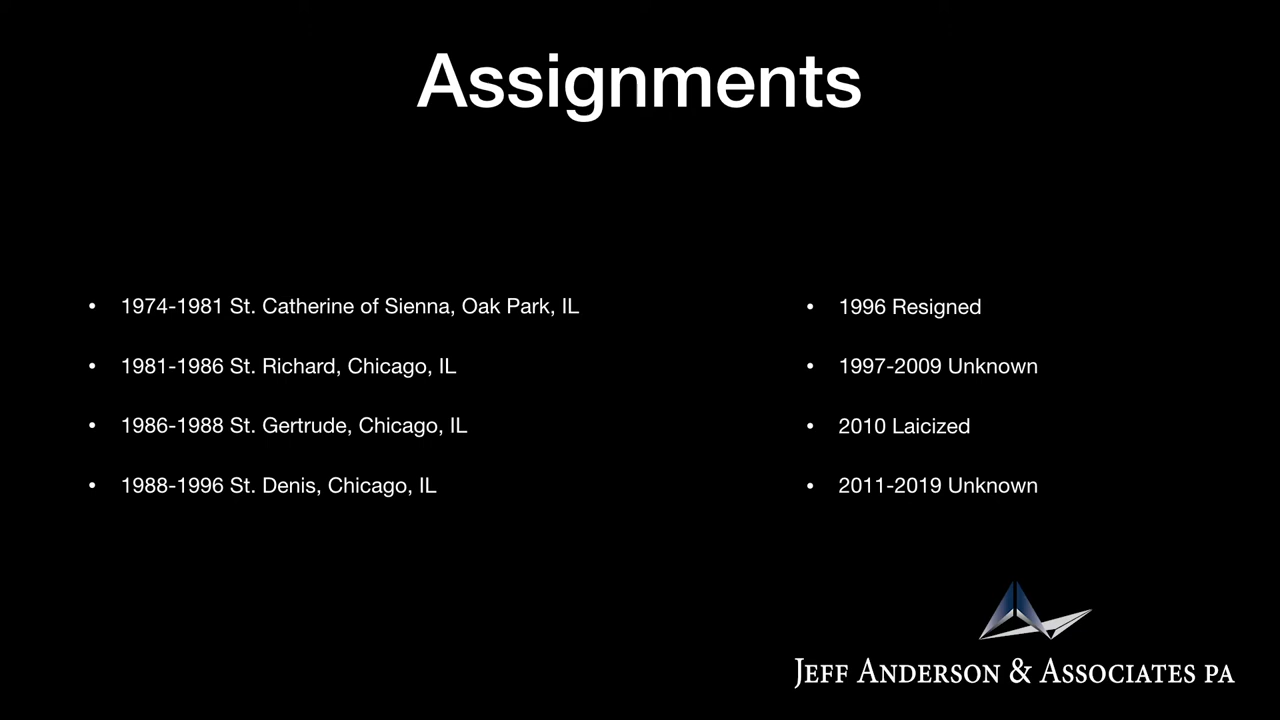 Assignments
• 1974-1981 St. Catherine of Sienna, Oak Park, IL
• 1981-1986 St. Richard, Chicago, IL
• 1986-1988 St. Gertrude, Chicago, IL
• 1988-1996 St. Denis, Chicago, IL
• 1996 Resigned
• 1997-2009 Unknown
• 2010 Laicized
• 2011-2019 Unknown
JEFF ANDERSON & ASSOCIATES PA